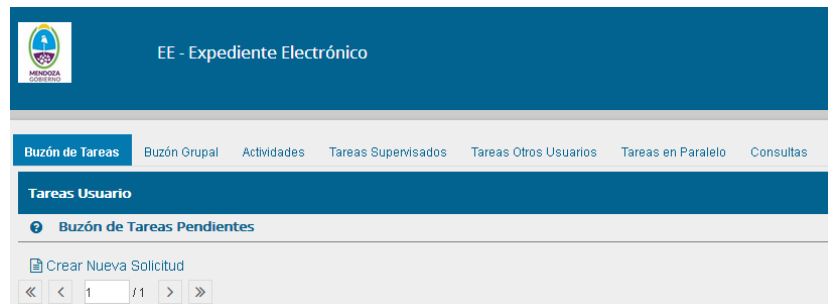 MENDOZA
GOBIERNO
EE - Expediente Electrónico
Buzón de Tareas Buzón Grupal Actividades Tareas Supervisados Tareas Otros Usuarios Tareas en Paralelo Consultas
Tareas Usuario
? Buzón de Tareas Pendientes
Crear Nueva Solicitud
« < 1 / 1 > »